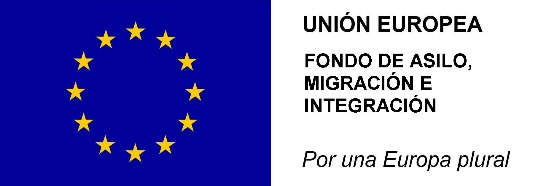 UNIÓN EUROPEA
FONDO DE ASILO,
MIGRACIÓN E
INTEGRACIÓN
Por una Europa plural